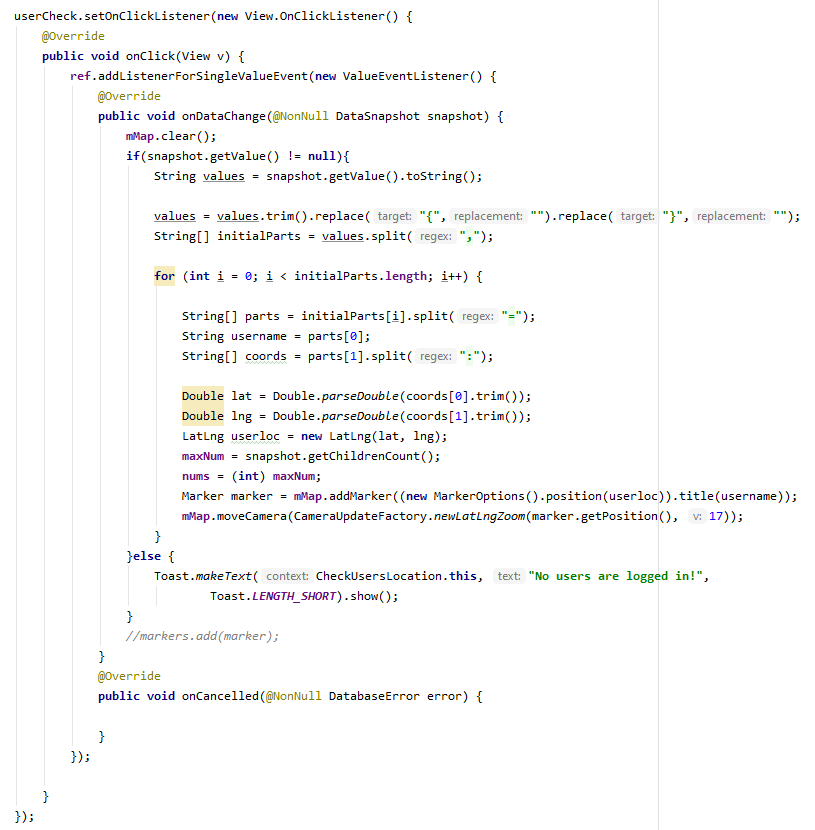 userCheck.setOnClickListener(new View.OnClickListener() {
@Override
public void onClick(View v) {
ref.addListenerForSingleValueEvent(new ValueEventListener() {
@Override
public void onDataChange(@NonNull DataSnapshot snapshot) {
mMap.clear();
if(snapshot.getValue() != null){
String values = snapshot.getValue().toString();
values = values.trim().replace( target: "{", replacement: "").replace( target: "}", replacement: "");
String[] initialParts = values.split( regex: ",");
for (int i = 0; i < initialParts.length; i++) {
String[] parts = initialParts[i].split( regex: "=");
String username = parts[0];
String[] coords = parts[1].split( regex: ":");
Double lat = Double.parseDouble(coords[0].trim());
Double lng = Double.parseDouble(coords[1].trim());
LatLng userloc = new LatLng(lat, lng);
maxNum = snapshot.getChildrenCount();
nums = (int) maxNum;
Marker marker = mMap.addMarker((new MarkerOptions().position(userloc)).title(username));
mMap.moveCamera(CameraUpdateFactory.newLatLngZoom(marker.getPosition(), v: 17));
}
}else {
Toast.makeText( context: CheckUsersLocation.this, text: "No users are logged in!",
Toast.LENGTH_SHORT).show();
}
//markers.add(marker);
}
@Override
public void onCancelled(@NonNull DatabaseError error) {
}
});
}
});